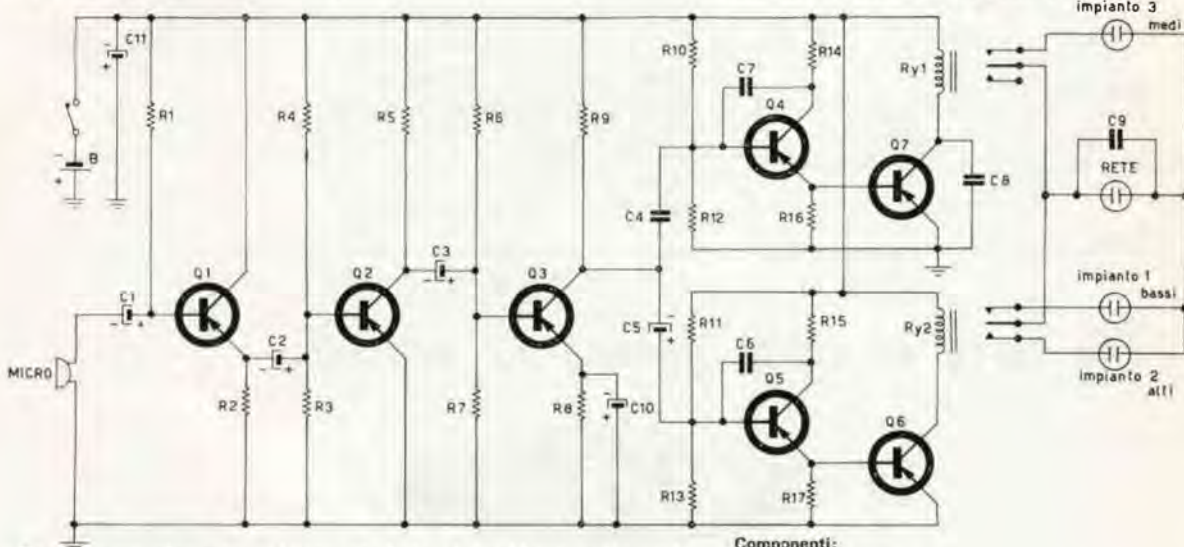 impianto 3
medi
C11
R1
R4
R5
R6
R9
R10
R14
C7
Q4
Ry1
Q7
C9
RETE
B
C4
R12
R16
C8
C3
Q1
Q2
Q3
C1
C2
C5
R11
R15
C6
Q5
Ry2
impianto 1
bassi
impianto 2
alti
MICRO
R2
R3
R7
R8
C10
Q6
R13
R17
Componenti: